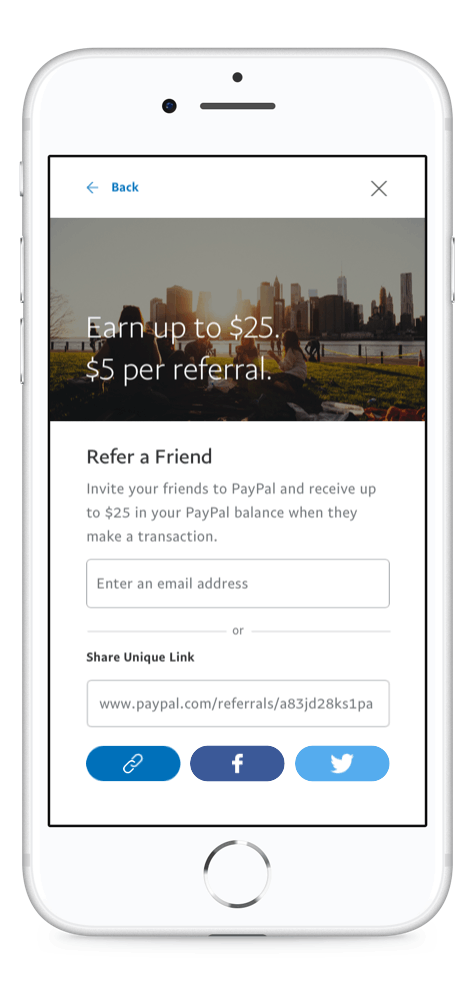 Back
Earn up to $25.
$5 per referral.
Refer a Friend
Invite your friends to PayPal and receive up
to $25 in your PayPal balance when they
make a transaction.
Enter an email address
or
Share Unique Link
www.paypal.com/referrals/a83jd28ks1pa